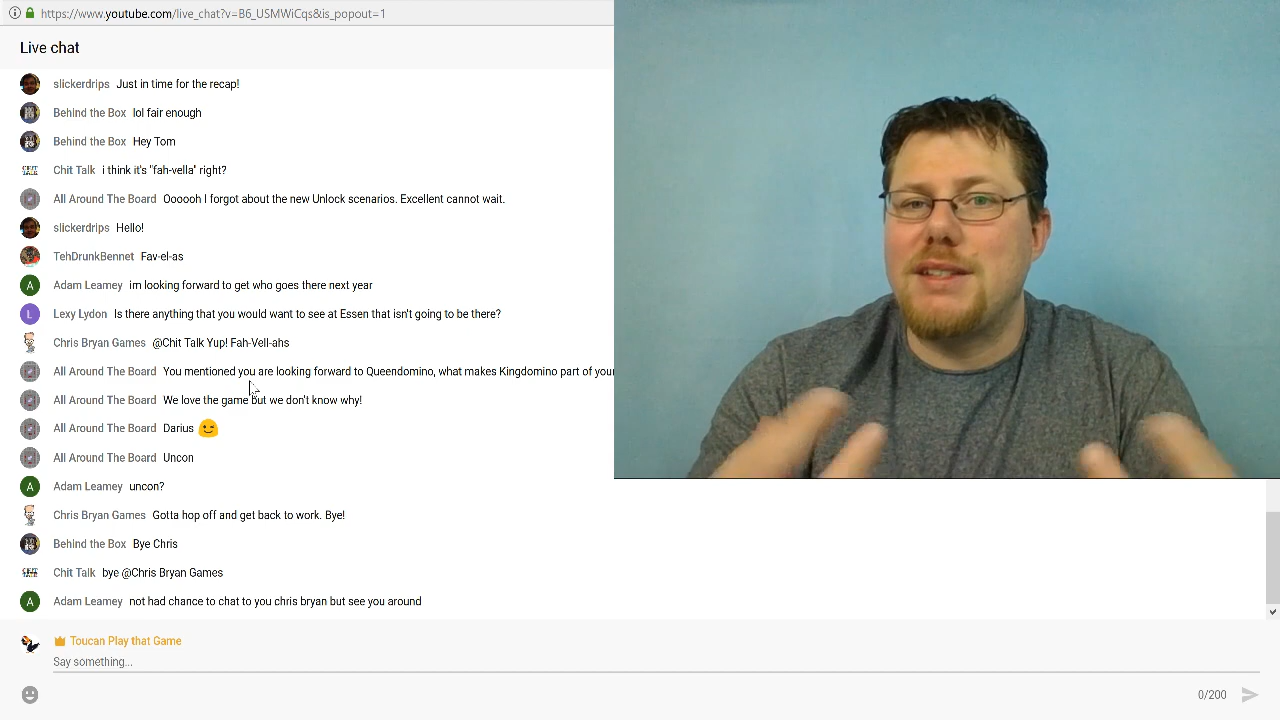 https://www.youtube.com/live_chat?v=B6_USMWiCqs&is_popout=1
Live chat
slickerdrips Just in time for the recap!
Behind the Box lol fair enough
Behind the Box Hey Tom
Chit Talk i think it's "fah-vella" right?
All Around The Board Oooooh I forgot about the new Unlock scenarios. Excellent cannot wait.
slickerdrips Hello!
TehDrunkBennet Fav-el-as
Adam Leamey im looking forward to get who goes there next year
L Lexy Lydon Is there anything that you would want to see at Essen that isn't going to be there?
Chris Bryan Games @Chit Talk Yup! Fah-Vell-ahs
All Around The Board You mentioned you are looking forward to Queendomino, what makes Kingdomino part of your
All Around The Board We love the game but we don't know why!
All Around The Board Darius
All Around The Board Uncon
A Adam Leamey uncon?
Chris Bryan Games Gotta hop off and get back to work. Bye!
Behind the Box Bye Chris
Chit Talk bye @Chris Bryan Games
A Adam Leamey not had chance to chat to you chris bryan but see you around
Toucan Play that Game
Say something...
0/200